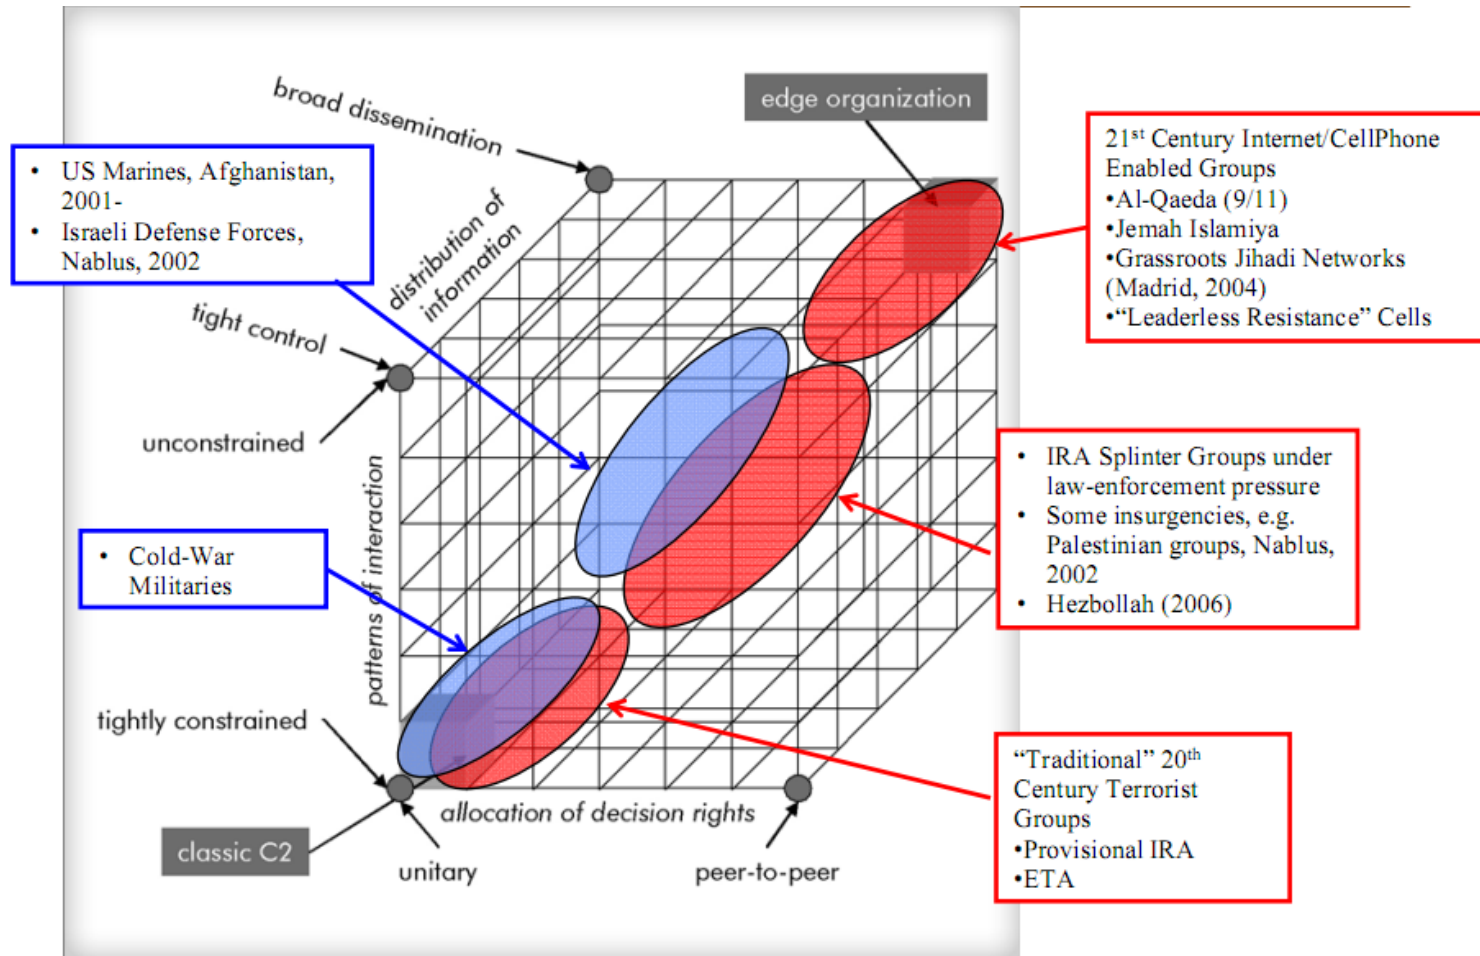 broad dissemination
edge organization
• US Marines, Afghanistan,
2001-
• Israeli Defense Forces,
Nablus, 2002
21st Century Internet/CellPhone
Enabled Groups
•Al-Qaeda (9/11)
•Jemah Islamiya
•Grassroots Jihadi Networks
(Madrid, 2004)
•“Leaderless Resistance” Cells
distribution of
information
tight control
unconstrained
patterns of interaction
• IRA Splinter Groups under
law-enforcement pressure
• Some insurgencies, e.g.
Palestinian groups, Nablus,
2002
• Hezbollah (2006)
• Cold-War
Militaries
tightly constrained
“Traditional” 20th
Century Terrorist
Groups
•Provisional IRA
•ETA
allocation of decision rights
classic C2
unitary
peer-to-peer